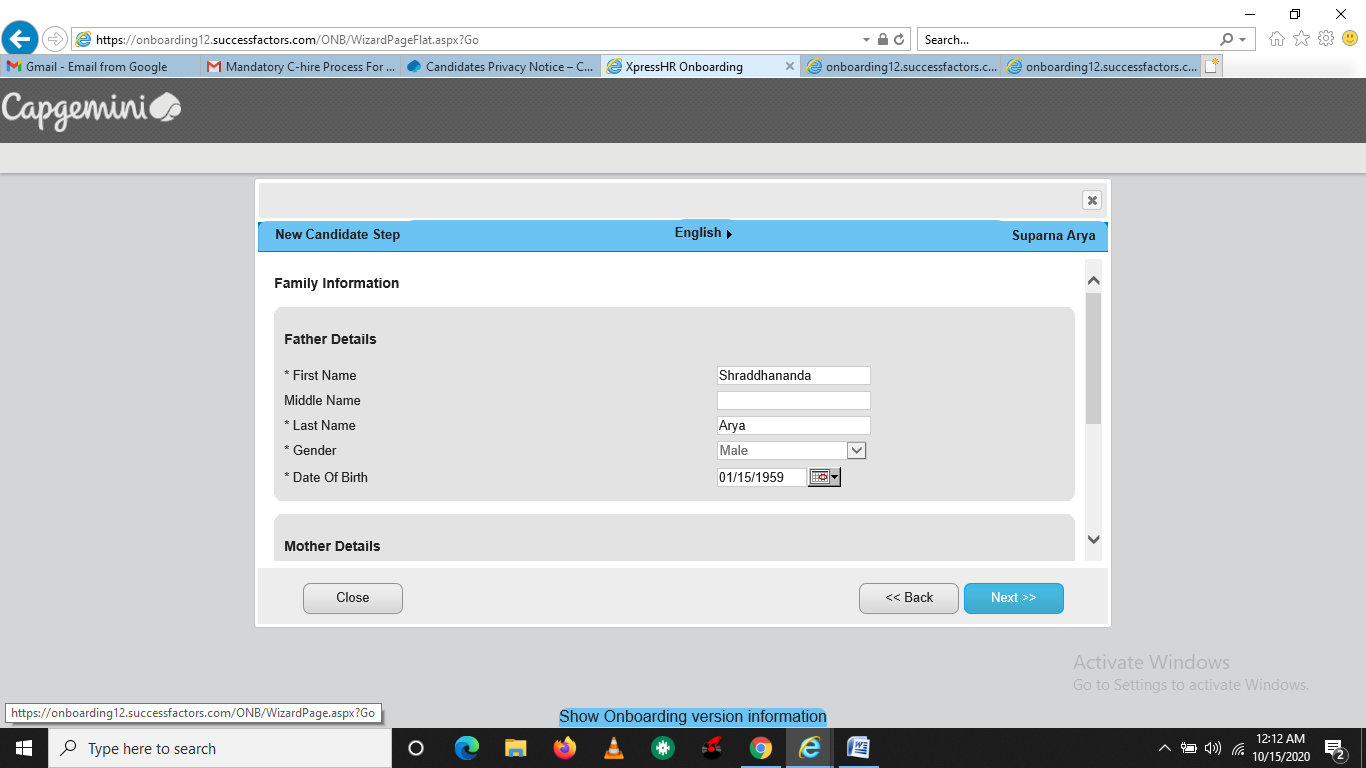 https://onboarding12.successfactors.com/ONB/WizardPageFlat.aspx?Go
Search...
Gmail - Email from Google
Mandatory C-hire Process For ...
Candidates Privacy Notice – C...
XpressHR Onboarding
onboarding12.successfactors.c...
onboarding12.successfactors.c...
Capgemini
New Candidate Step
English
Suparna Arya
Family Information
Father Details
* First Name Shraddhananda
Middle Name
* Last Name Arya
* Gender Male
* Date Of Birth 01/15/1959
Mother Details
Close
<< Back
Next >>
Activate Windows
Go to Settings to activate Windows.
https://onboarding12.successfactors.com/ONB/WizardPage.aspx?Go
Show Onboarding version information
Type here to search
12:12 AM
10/15/2020
2